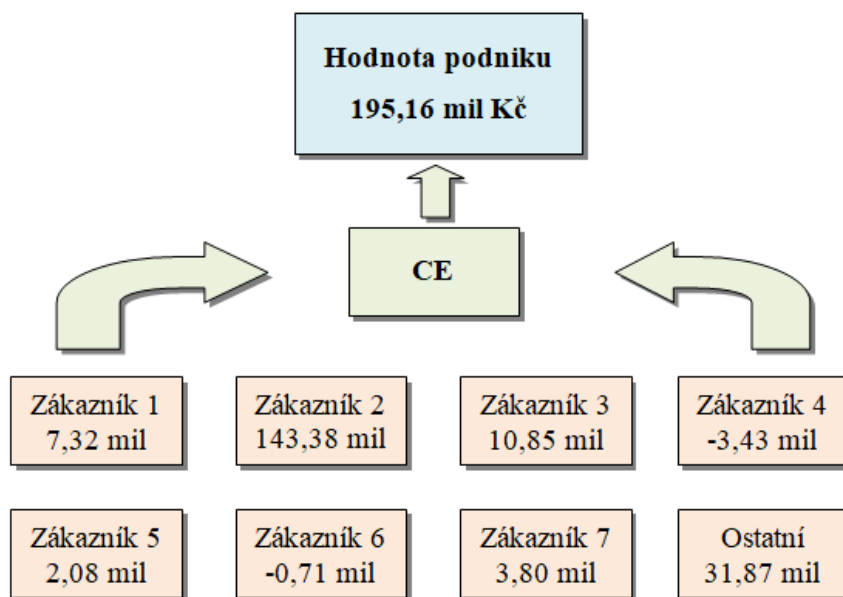 Hodnota podniku
195,16 mil Kč
CE
Zákazník 1
7,32 mil
Zákazník 2
143,38 mil
Zákazník 3
10,85 mil
Zákazník 4
-3,43 mil
Zákazník 5
2,08 mil
Zákazník 6
-0,71 mil
Zákazník 7
3,80 mil
Ostatní
31,87 mil